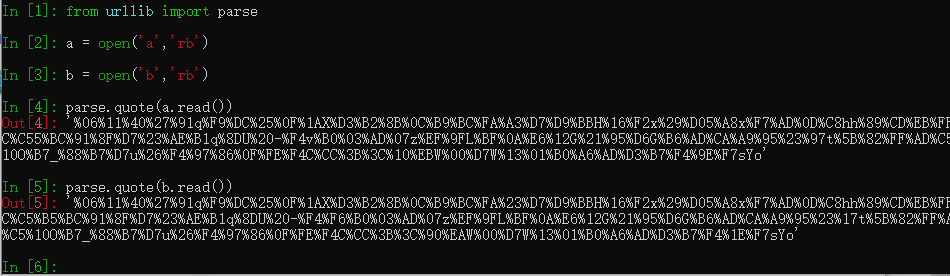 In [1]: from urllib import parse
In [2]: a = open('a','rb')
In [3]: b = open('b','rb')
In [4]: parse.quote(a.read())
Out[4]: '%06%11%40%27%91q%F9%DC%25%0F%1AX%D3%B2%8B%0C%B9%BC%FA%A3%D7%D9%BBH%16%F2x%29%D05%A8x%F7%AD%0D%C8hh%89%CD%EB%FF
C%C55%BC%91%8F%D7%23%AE%B1q%8DU%20-%F4v%B0%03%AD%07z%EF%9FL%BF%0A%E6%12G%21%95%D6G%B6%AD%CA%A9%95%23%97t%5B%82%FF%AD%C5
10O%B7_%88%B7%D7u%26%F4%97%86%0F%FE%F4C%CC%3B%3C%10%EBW%00%D7W%13%01%B0%A6%AD%D3%B7%F4%9E%F7sYo'
In [5]: parse.quote(b.read())
Out[5]: '%06%11%40%27%91q%F9%DC%25%0F%1AX%D3%B2%8B%0C%B9%BC%FA%23%D7%D9%BBH%16%F2x%29%D05%A8x%F7%AD%0D%C8hh%89%CD%EB%FF
C%C5%B5%BC%91%8F%D7%23%AE%B1q%8DU%20-%F4%F6%B0%03%AD%07z%EF%9FL%BF%0A%E6%12G%21%95%D6G%B6%AD%CA%A9%95%23%17t%5B%82%FF%A
%C5%10O%B7_%88%B7%D7u%26%F4%97%86%0F%FE%F4C%CC%3B%3C%90%EAW%00%D7W%13%01%B0%A6%AD%D3%B7%F4%1E%F7sYo'
In [6]: